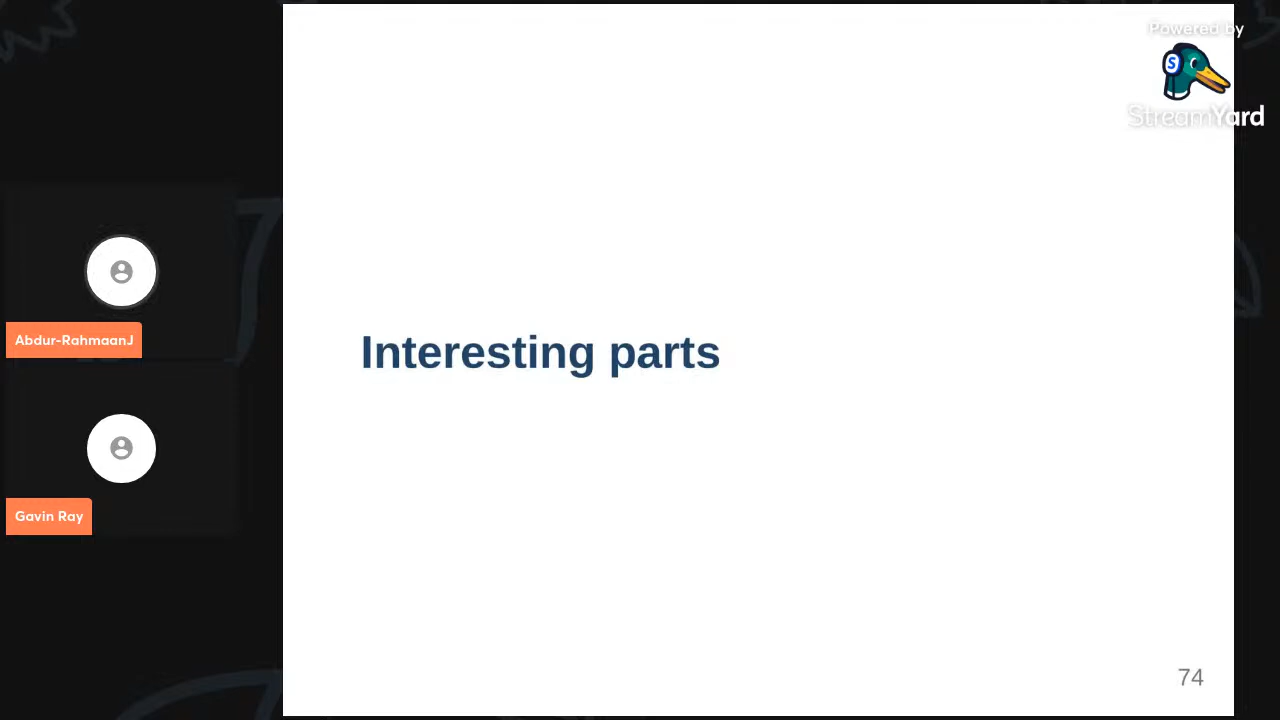 Powered by
StreamYard
Abdur-RahmaanJ
Interesting parts
Gavin Ray
74